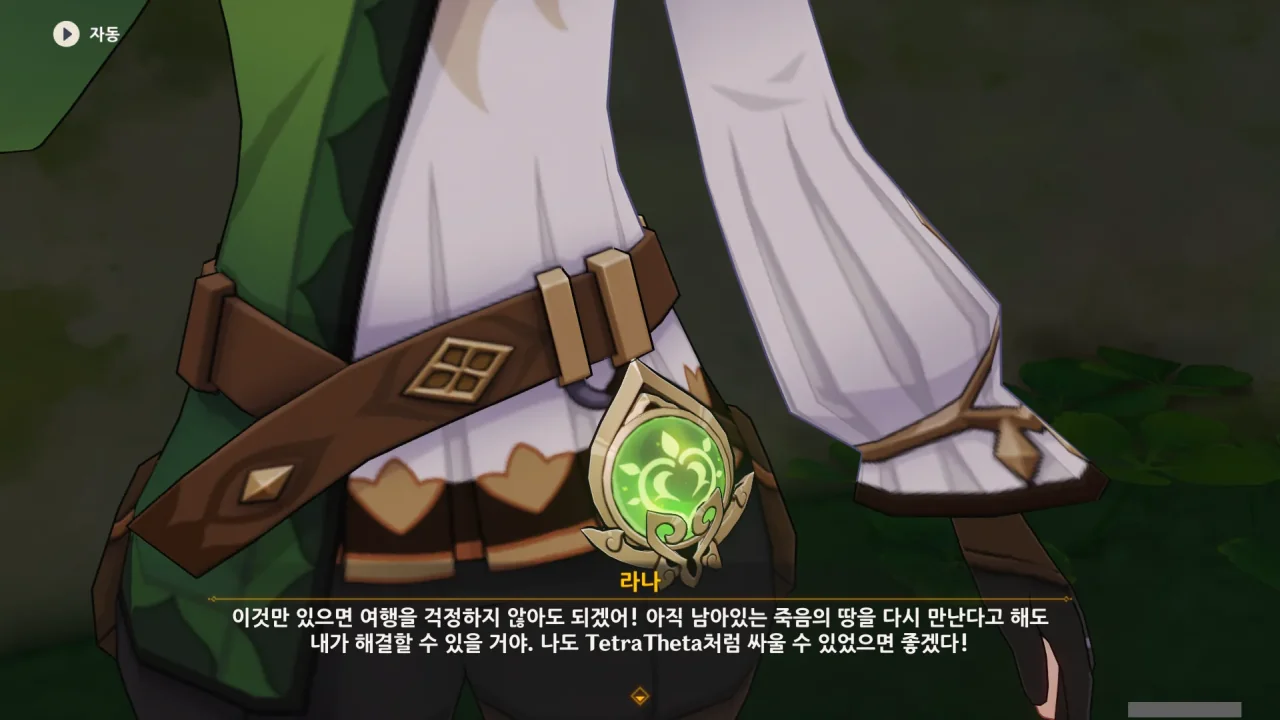 자동
라나
이것만 있으면 여행을 걱정하지 않아도 되겠어! 아직 남아있는 죽음의 땅을 다시 만난다고 해도
내가 해결할 수 있을 거야. 나도 TetraTheta처럼 싸울 수 있었으면 좋겠다!